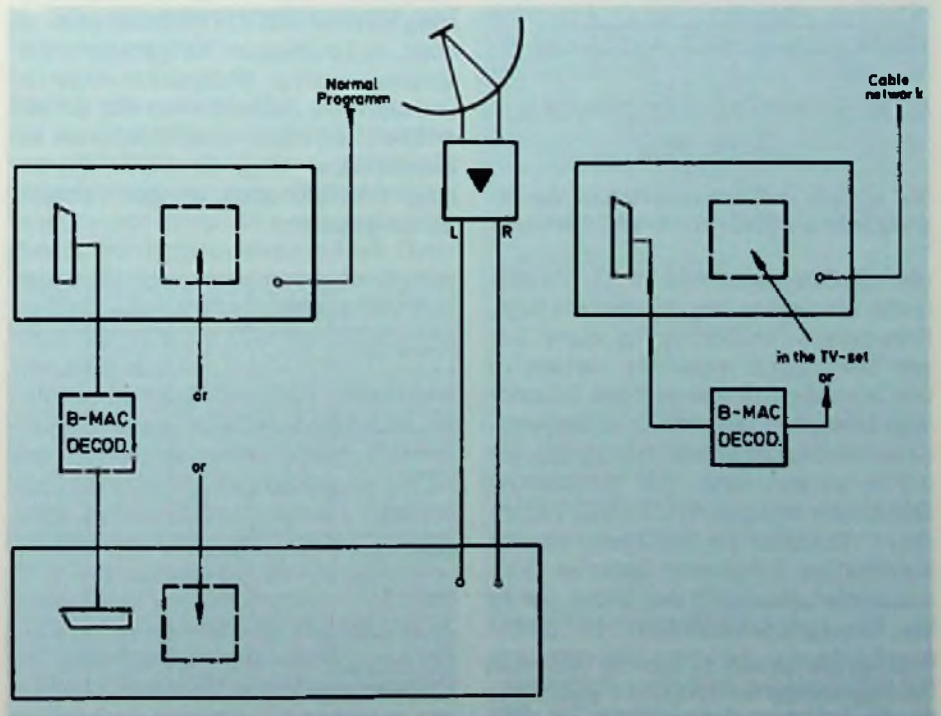 Normal
Programm
Cable
network
L R
in the TV-set
or
or
or
B-MAC
DECOD.
B-MAC
DECOD.